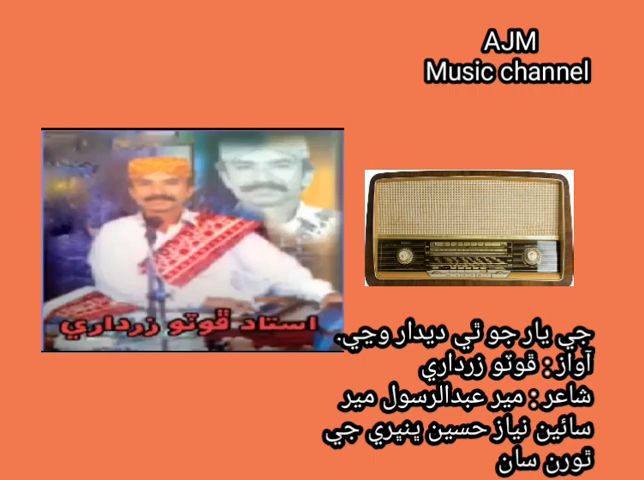 AJM
Music channel
استاد ڦوٽو زرداري
جي يار جو ٿي ديدار وڃي.
آواز : ڦوٽو زرداري
شاعر : مير عبدالرسول مير
سائين نياز حسين پنھڙي جي
ٿورن سان